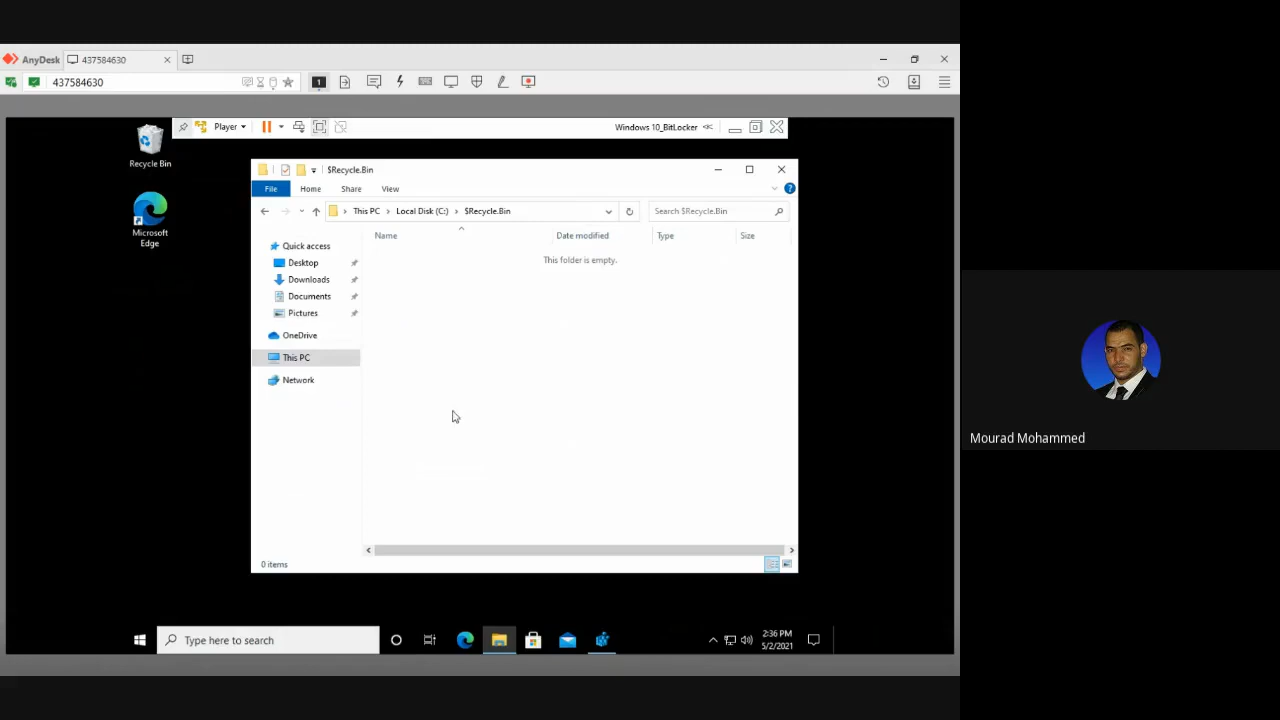 AnyDesk
437584630
437584630
1
Player
Windows 10_BitLocker
Recycle Bin
Microsoft
Edge
$Recycle.Bin
File
Home
Share
View
This PC
Local Disk (C:)
$Recycle.Bin
Search $Recycle.Bin
Name
Date modified
Type
Size
This folder is empty.
Quick access
Desktop
Downloads
Documents
Pictures
OneDrive
This PC
Network
0 items
Type here to search
2:36 PM
5/2/2021
Mourad Mohammed